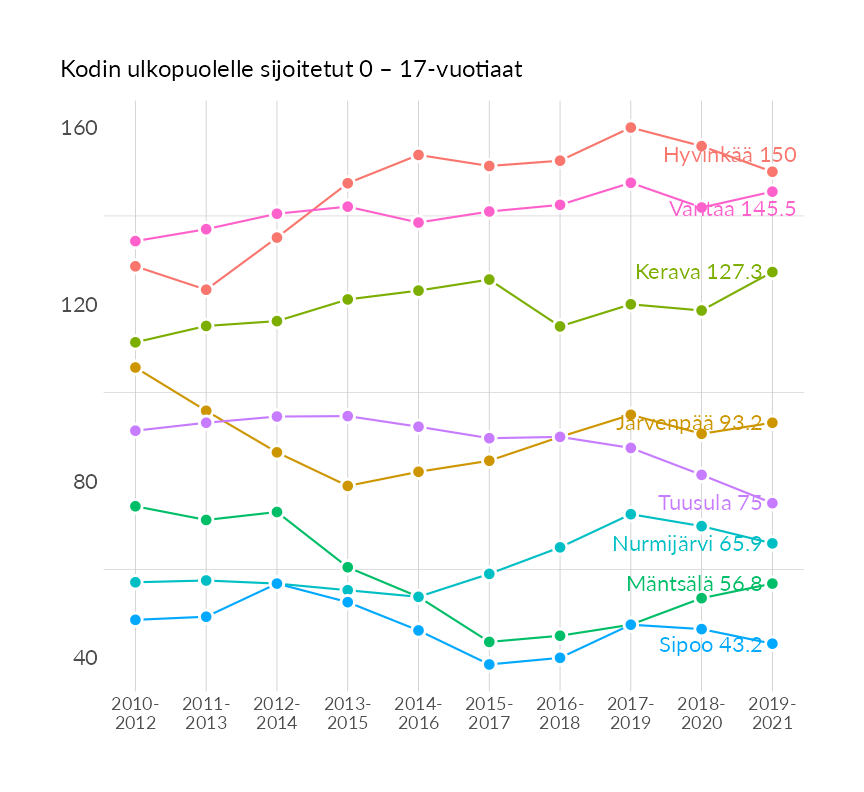 Kodin ulkopuolelle sijoitetut 0 – 17-vuotiaat
160
Hyvinkää 150
Vantaa 145.5
Kerava 127.3
120
Järvenpää 93.2
80
Tuusula 75
Nurmijärvi 65.9
Mäntsälä 56.8
Sipoo 43.2
40
2010- 2011- 2012- 2013- 2014- 2015- 2016- 2017- 2018- 2019-
2012 2013 2014 2015 2016 2017 2018 2019 2020 2021